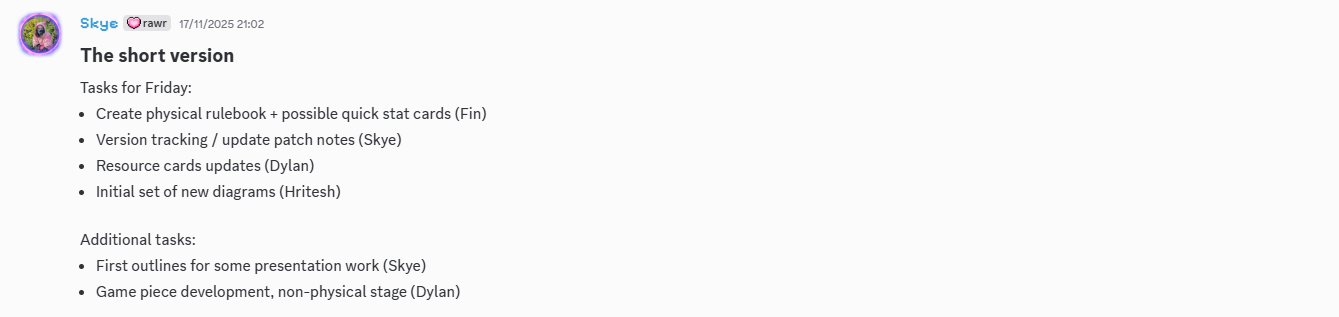 Skye rawr 17/11/2025 21:02
The short version
Tasks for Friday:
• Create physical rulebook + possible quick stat cards (Fin)
• Version tracking / update patch notes (Skye)
• Resource cards updates (Dylan)
• Initial set of new diagrams (Hritesh)
Additional tasks:
• First outlines for some presentation work (Skye)
• Game piece development, non-physical stage (Dylan)